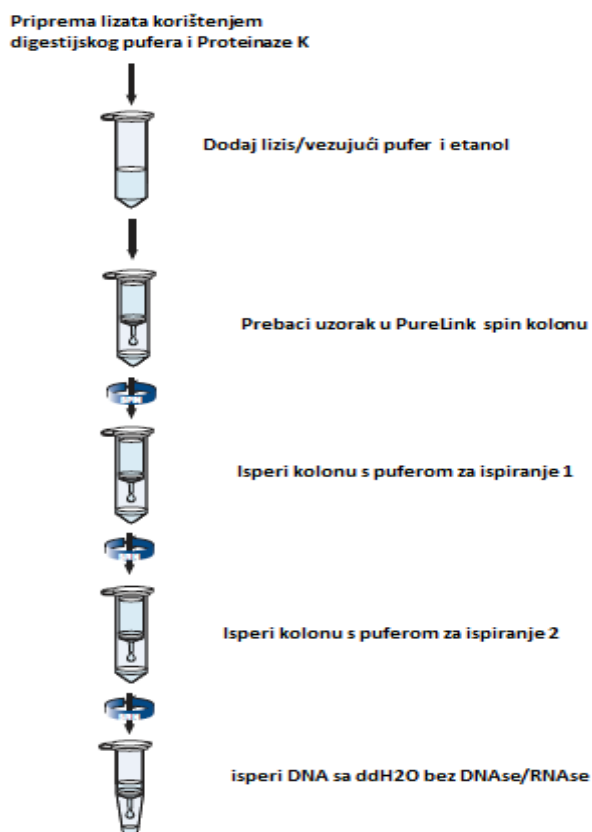 Priprema lizata korištenjem
digestijskog pufera i Proteinaze K
Dodaj lizis/vezujući pufer i etanol
Prebaci uzorak u PureLink spin kolonu
Isperi kolonu s puferom za ispiranje 1
Isperi kolonu s puferom za ispiranje 2
isperi DNA sa ddH2O bez DNAse/RNAse